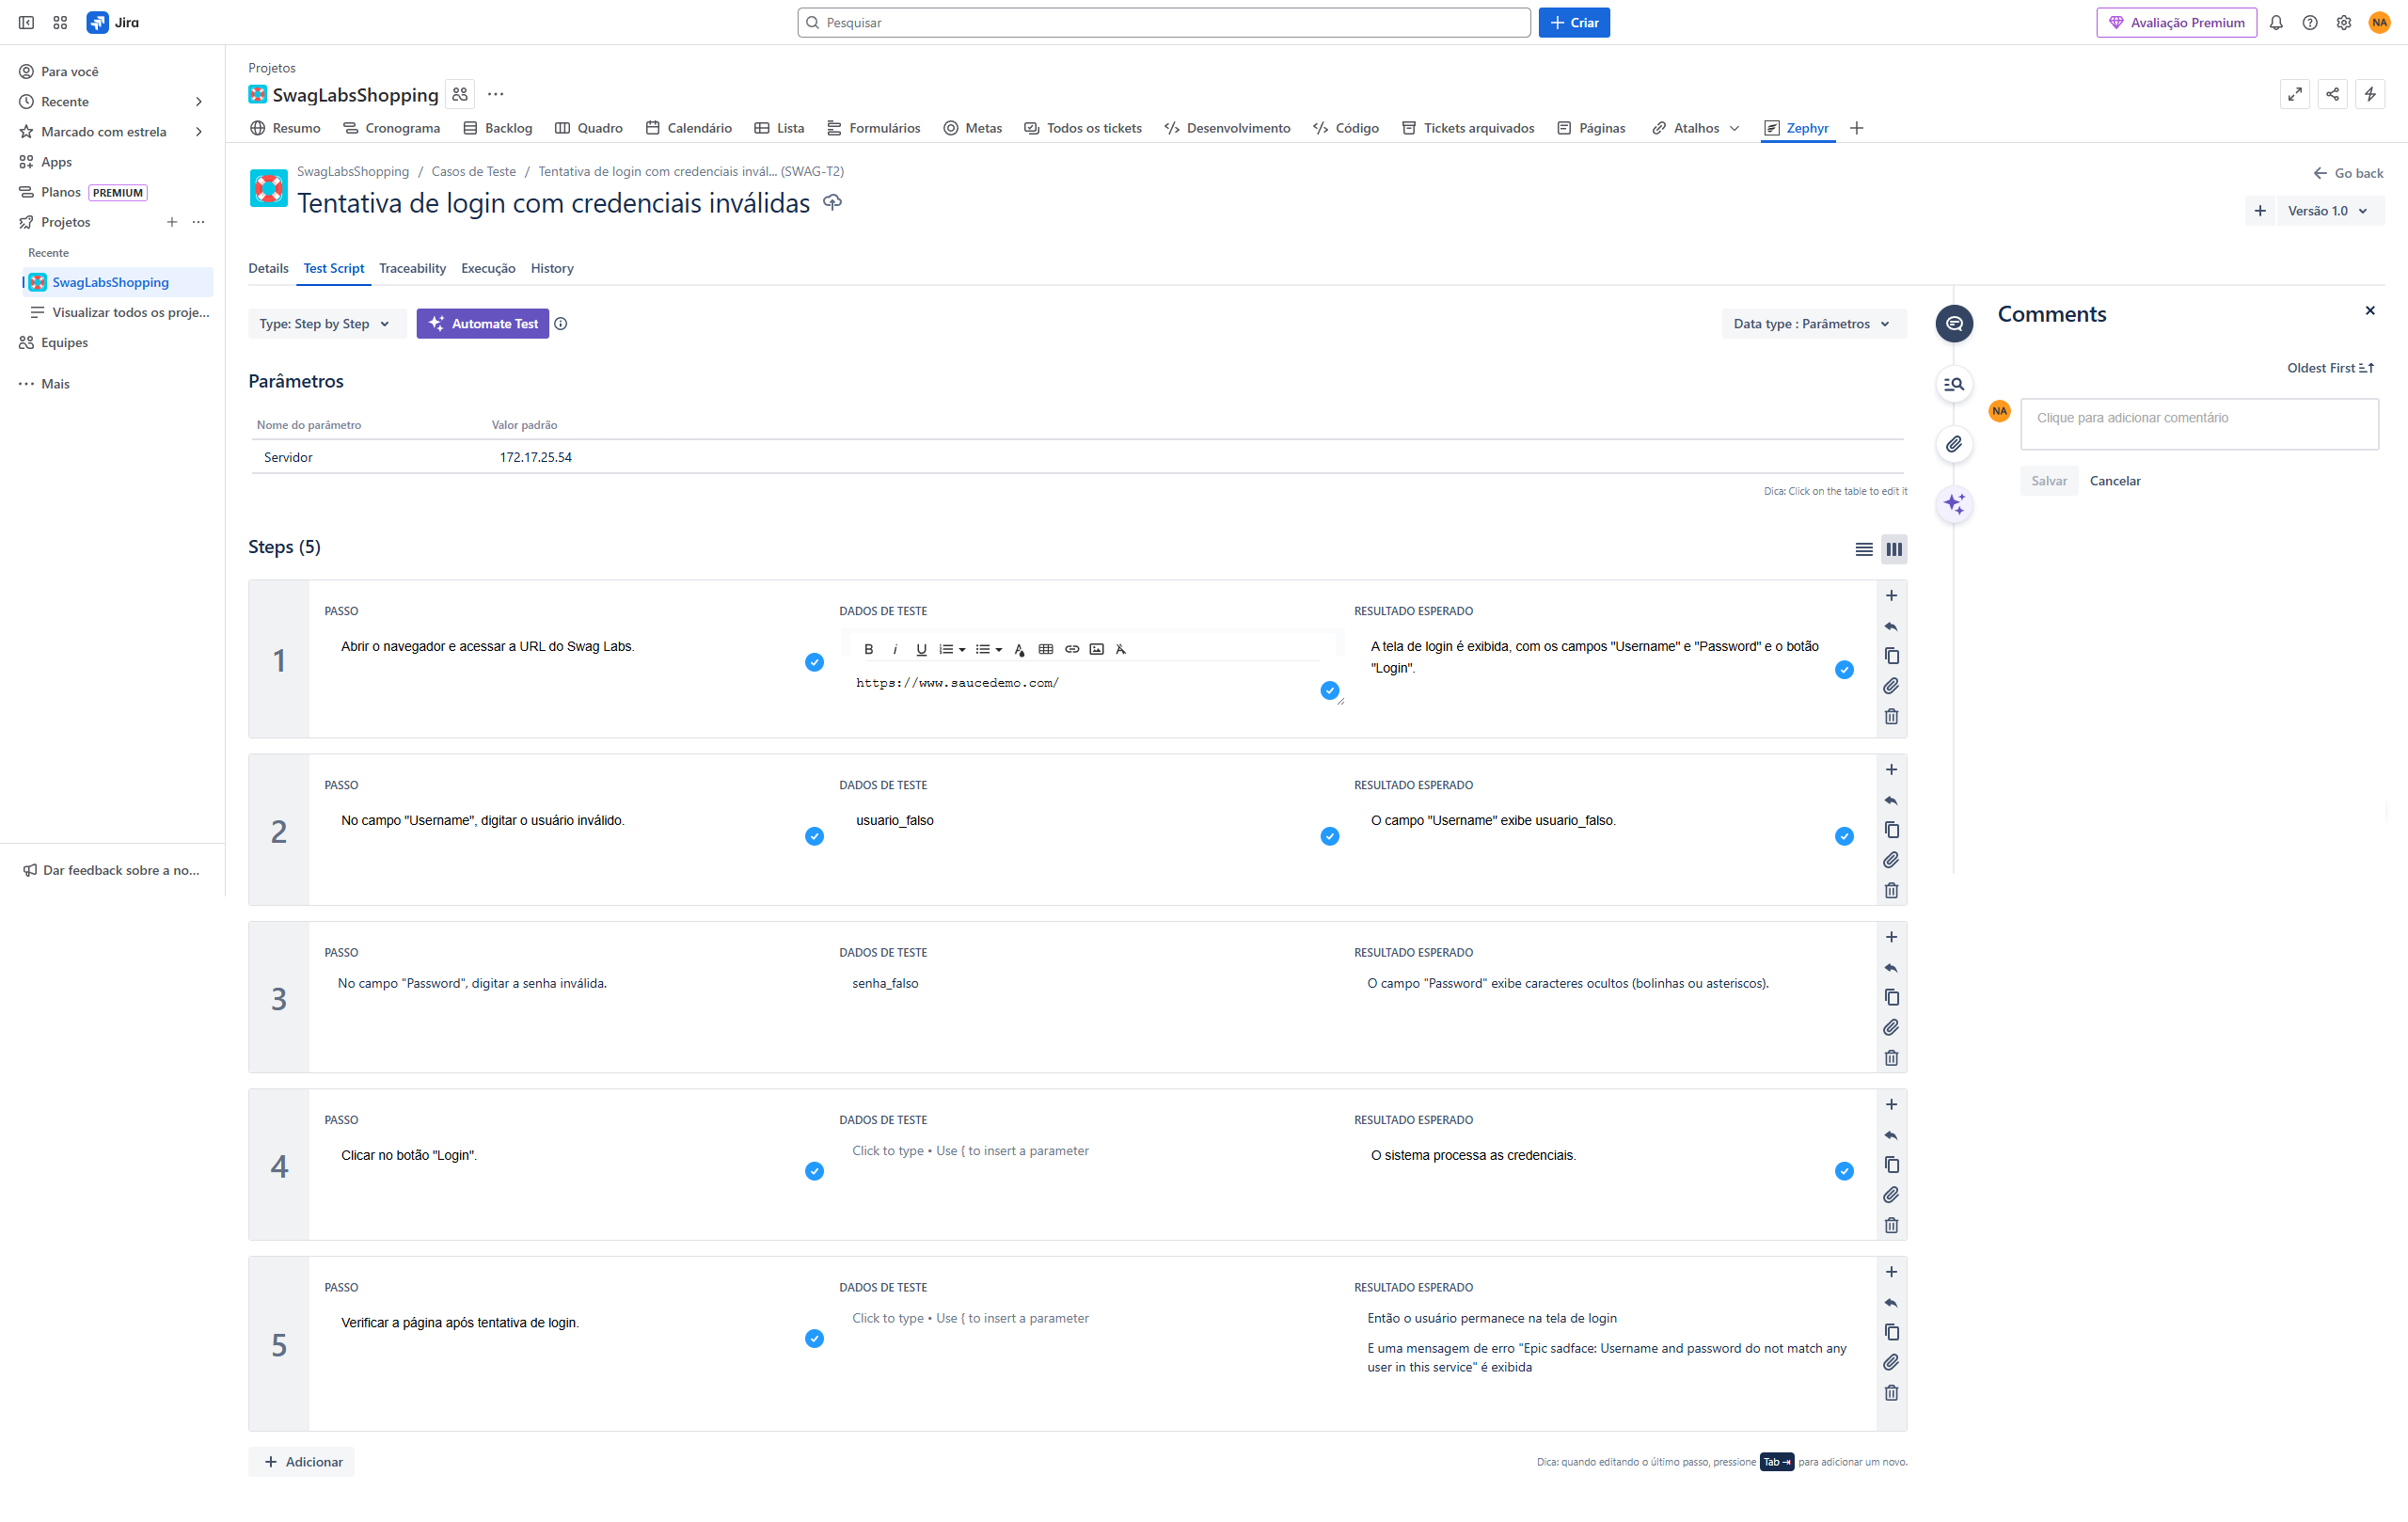 Jira
Pesquisar
Criar
Avaliação Premium
NA
Para você
Recente
Marcado com estrela
Apps
Planos PREMIUM
Projetos
Recente
SwagLabsShopping
Visualizar todos os proje...
Equipes
Mais
Dar feedback sobre a no...
Projetos
SwagLabsShopping
Resumo Cronograma Backlog Quadro Calendário Lista Formulários Metas Todos os tickets Desenvolvimento Código Tickets arquivados Páginas Atalhos Zephyr
SwagLabsShopping / Casos de Teste / Tentativa de login com credenciais invál... (SWAG-T2)
Go back
Tentativa de login com credenciais inválidas
Versão 1.0
Details Test Script Traceability Execução History
Type: Step by Step
Automate Test
Data type : Parâmetros
Parâmetros
Nome do parâmetro Valor padrão
Servidor 172.17.25.54
Dica: Click on the table to edit it
Steps (5)
1
PASSO
Abrir o navegador e acessar a URL do Swag Labs.
DADOS DE TESTE
B i U
https://www.saucedemo.com/
RESULTADO ESPERADO
A tela de login é exibida, com os campos "Username" e "Password" e o botão
"Login".
2
PASSO
No campo "Username", digitar o usuário inválido.
DADOS DE TESTE
usuario_falso
RESULTADO ESPERADO
O campo "Username" exibe usuario_falso.
3
PASSO
No campo "Password", digitar a senha inválida.
DADOS DE TESTE
senha_falso
RESULTADO ESPERADO
O campo "Password" exibe caracteres ocultos (bolinhas ou asteriscos).
4
PASSO
Clicar no botão "Login".
DADOS DE TESTE
Click to type • Use { to insert a parameter
RESULTADO ESPERADO
O sistema processa as credenciais.
5
PASSO
Verificar a página após tentativa de login.
DADOS DE TESTE
Click to type • Use { to insert a parameter
RESULTADO ESPERADO
Então o usuário permanece na tela de login
E uma mensagem de erro "Epic sadface: Username and password do not match any
user in this service" é exibida
Adicionar
Dica: quando editando o último passo, pressione Tab ⇥ para adicionar um novo.
Comments
Oldest First
NA
Clique para adicionar comentário
Salvar Cancelar